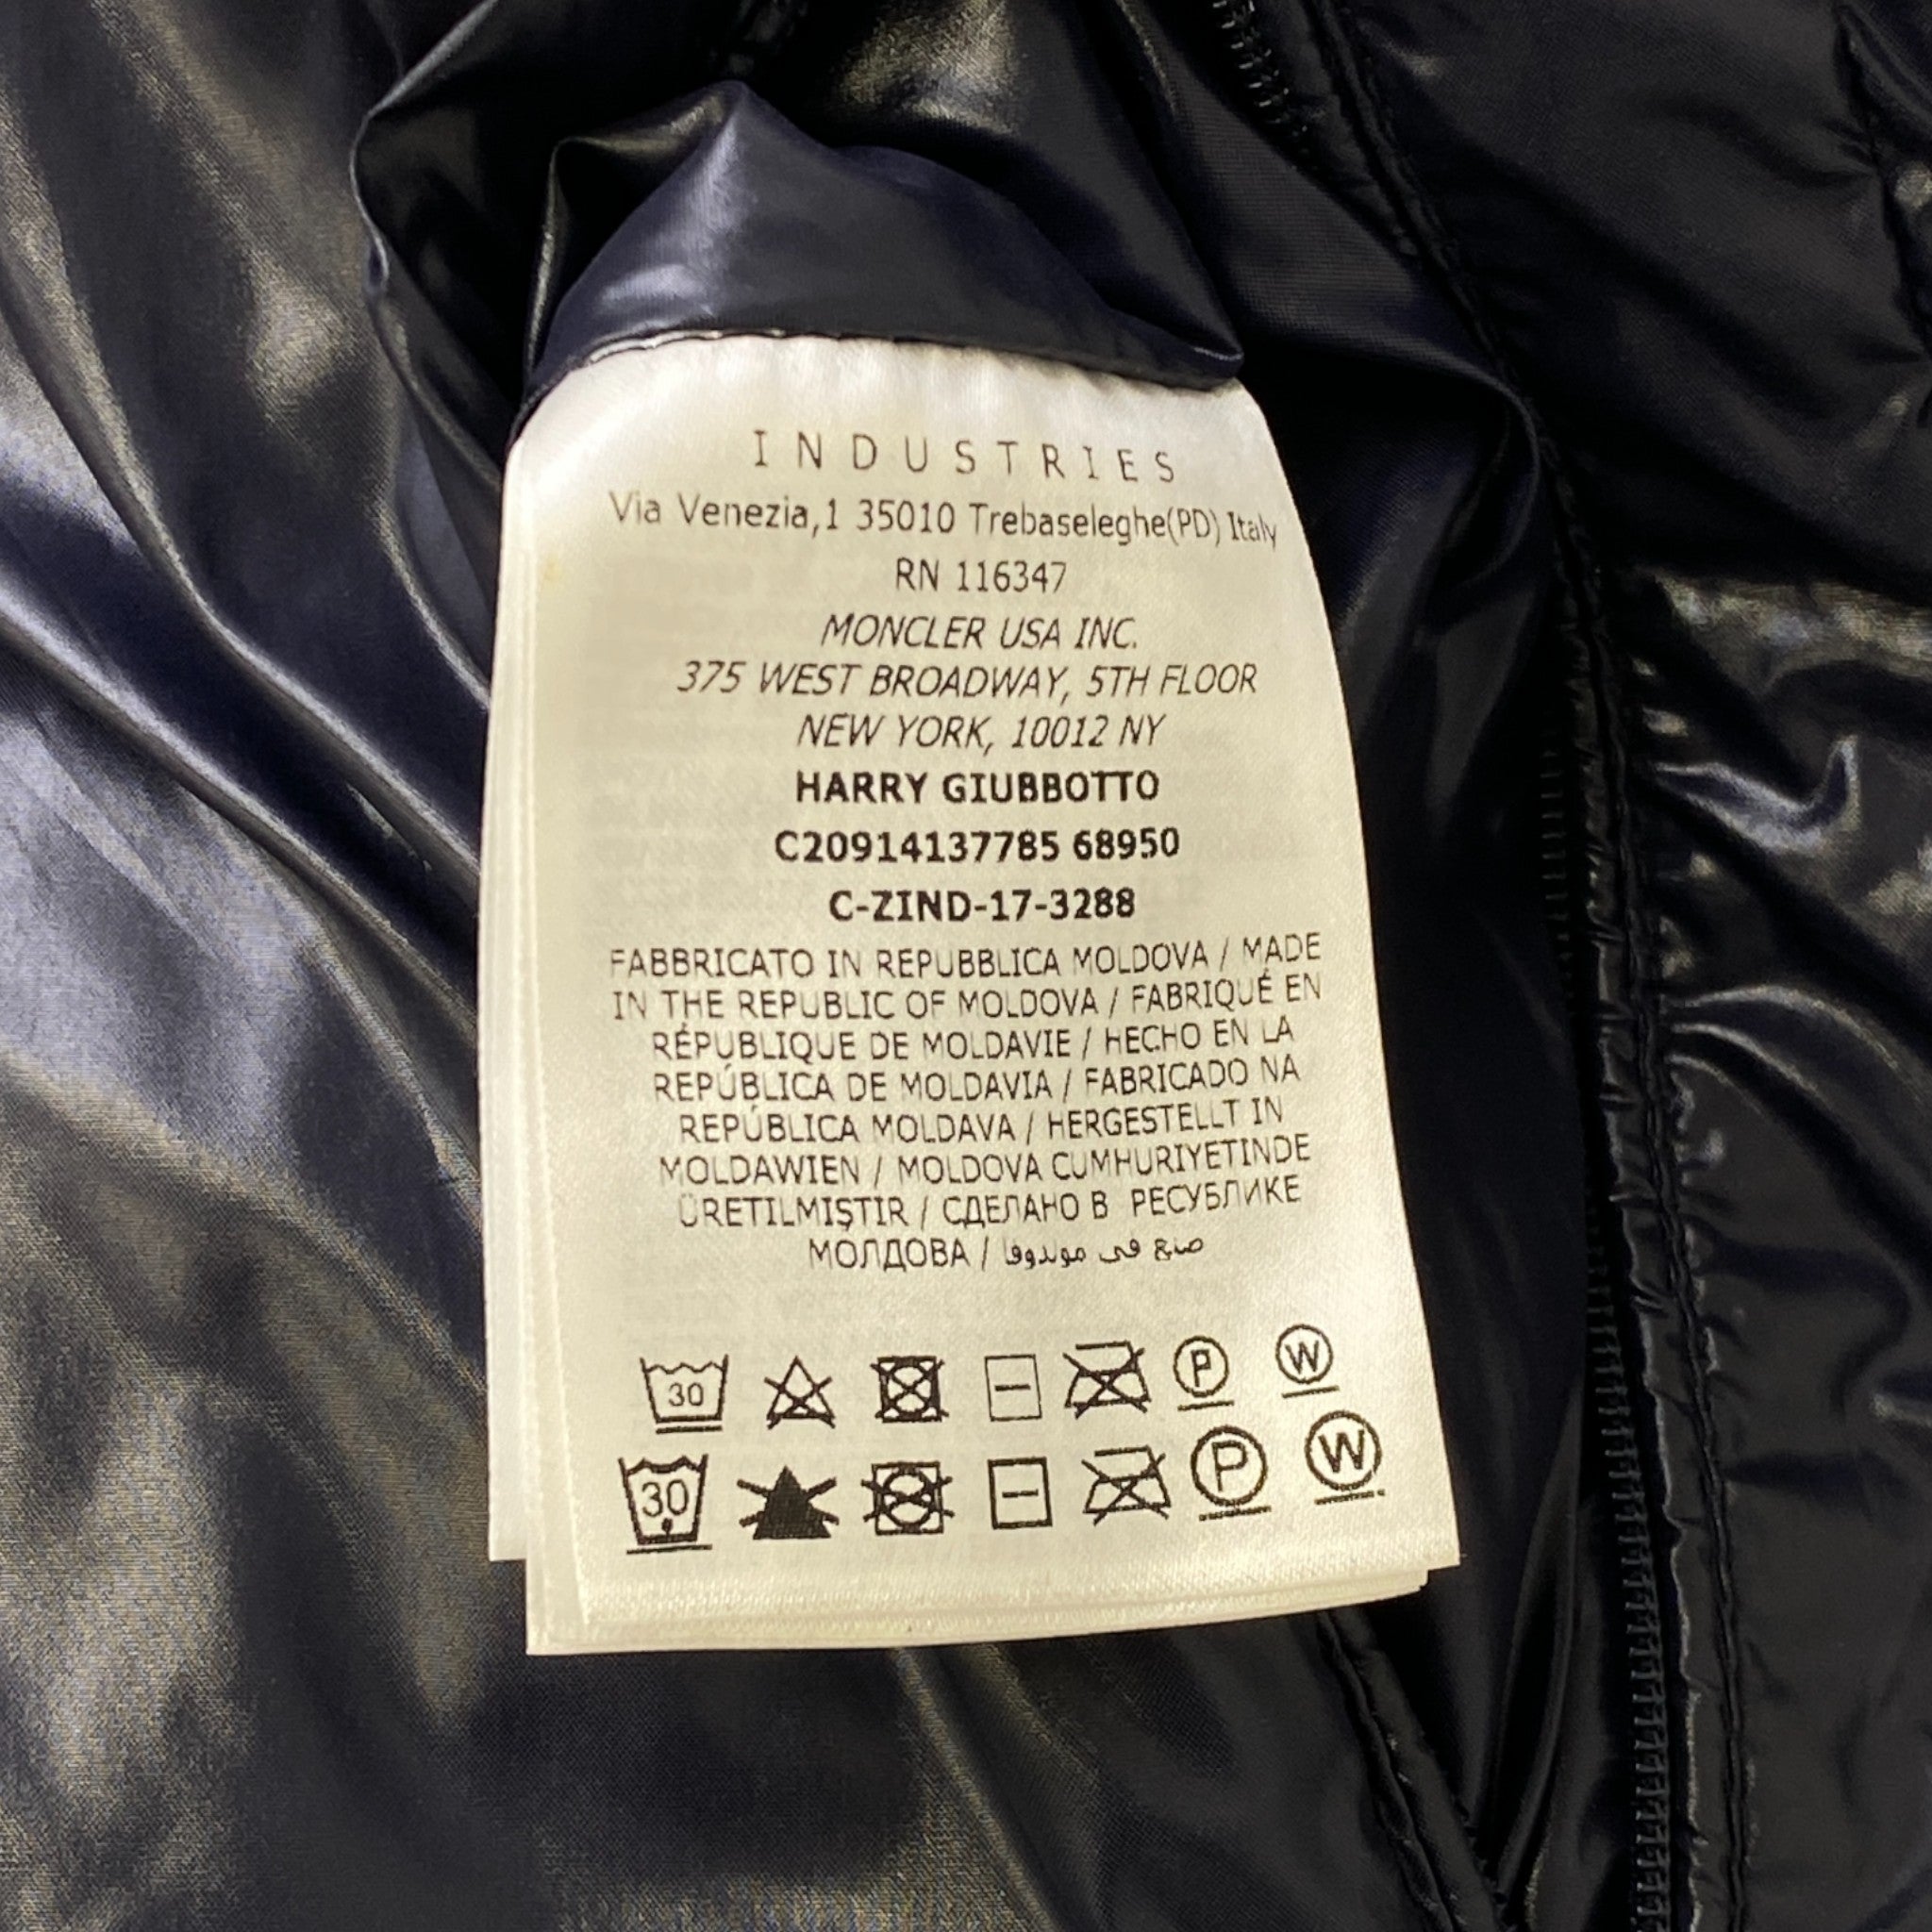 INDUSTRIES
Via Venezia,1 35010 Trebaseleghe(PD) Italy
RN 116347
MONCLER USA INC.
375 WEST BROADWAY, 5TH FLOOR
NEW YORK, 10012 NY
HARRY GIUBBOTTO
C20914137785 68950
C-ZIND-17-3288
FABBRICATO IN REPUBBLICA MOLDOVA / MADE
IN THE REPUBLIC OF MOLDOVA / FABRIQUÉ EN
RÉPUBLIQUE DE MOLDAVIE / HECHO EN LA
REPÚBLICA DE MOLDAVIA / FABRICADO NA
REPÚBLICA MOLDAVA / HERGESTELLT IN
MOLDAWIEN / MOLDOVA CUMHURIYETINDE
ÜRETILMIŞTIR / СДЕЛАНО В РЕСУБЛИКЕ
МОЛДОВА / صنع في مولدوفا
30 P W
30 P W